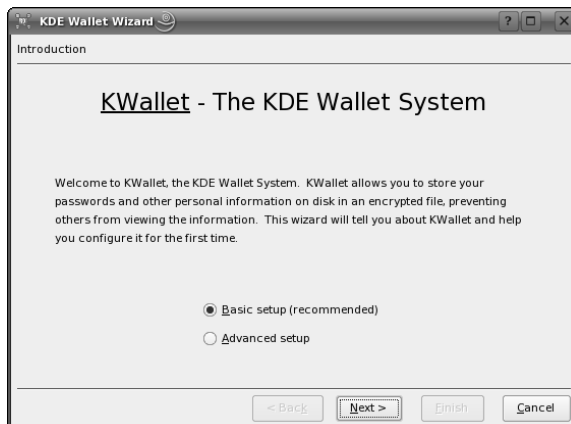 KDE Wallet Wizard
Introduction
KWallet - The KDE Wallet System
Welcome to KWallet, the KDE Wallet System. KWallet allows you to store your
passwords and other personal information on disk in an encrypted file, preventing
others from viewing the information. This wizard will tell you about KWallet and help
you configure it for the first time.
Basic setup (recommended)
Advanced setup
< Back Next > Finish Cancel